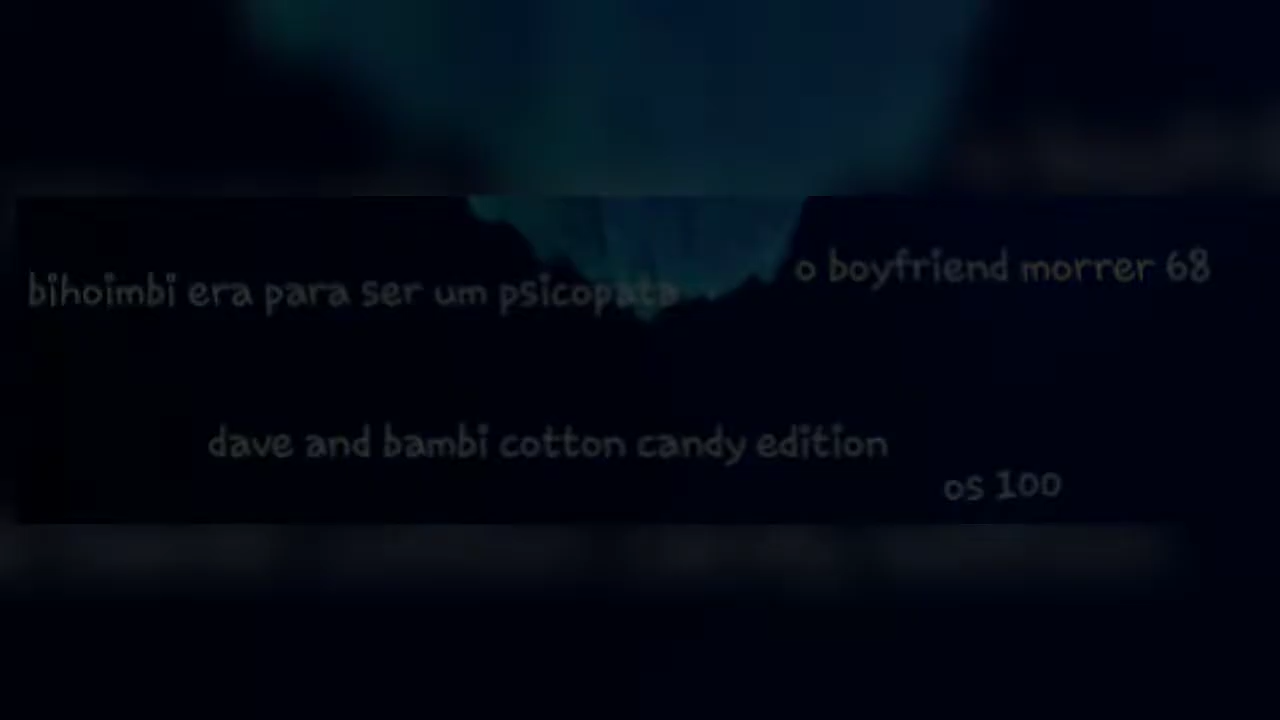 o boyfriend morrer 68
bihoimbi era para ser um psicopata
dave and bambi cotton candy edition
os 100